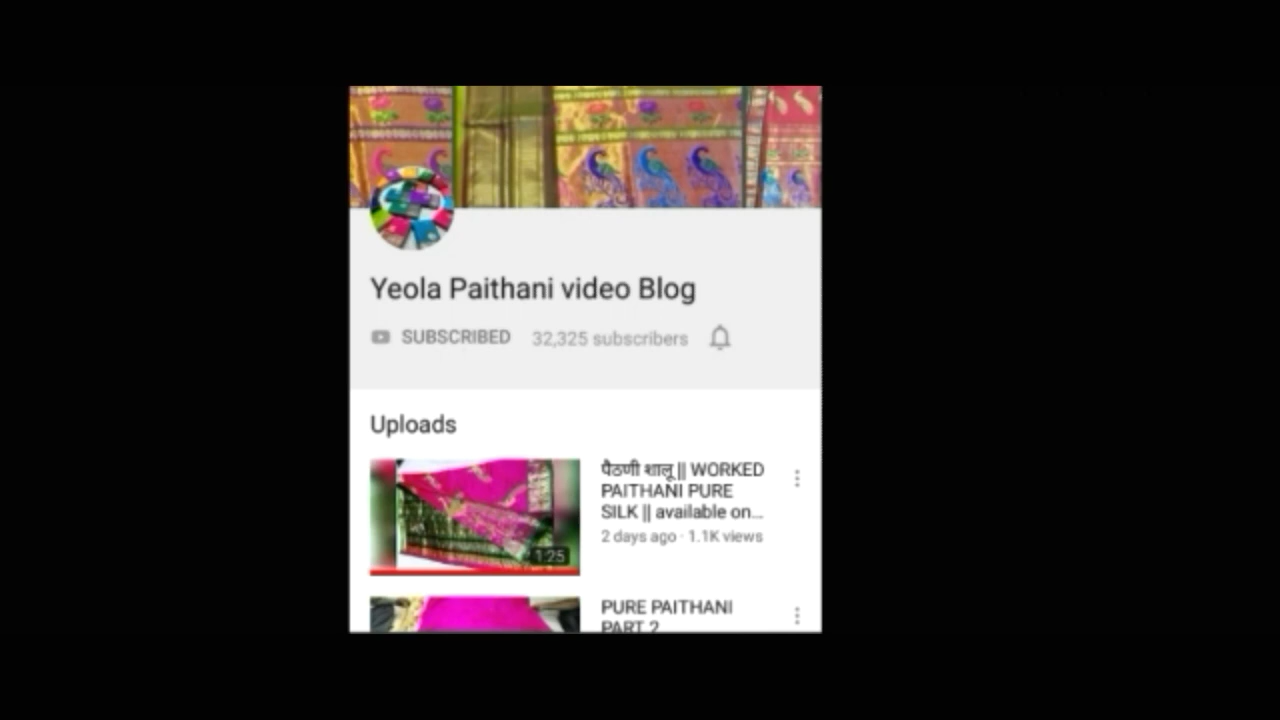 Yeola Paithani video Blog
SUBSCRIBED 32,325 subscribers
Uploads
पैठणी शालू || WORKED
PAITHANI PURE
SILK || available on...
2 days ago · 1.1K views
1:25
PURE PAITHANI
PART 2